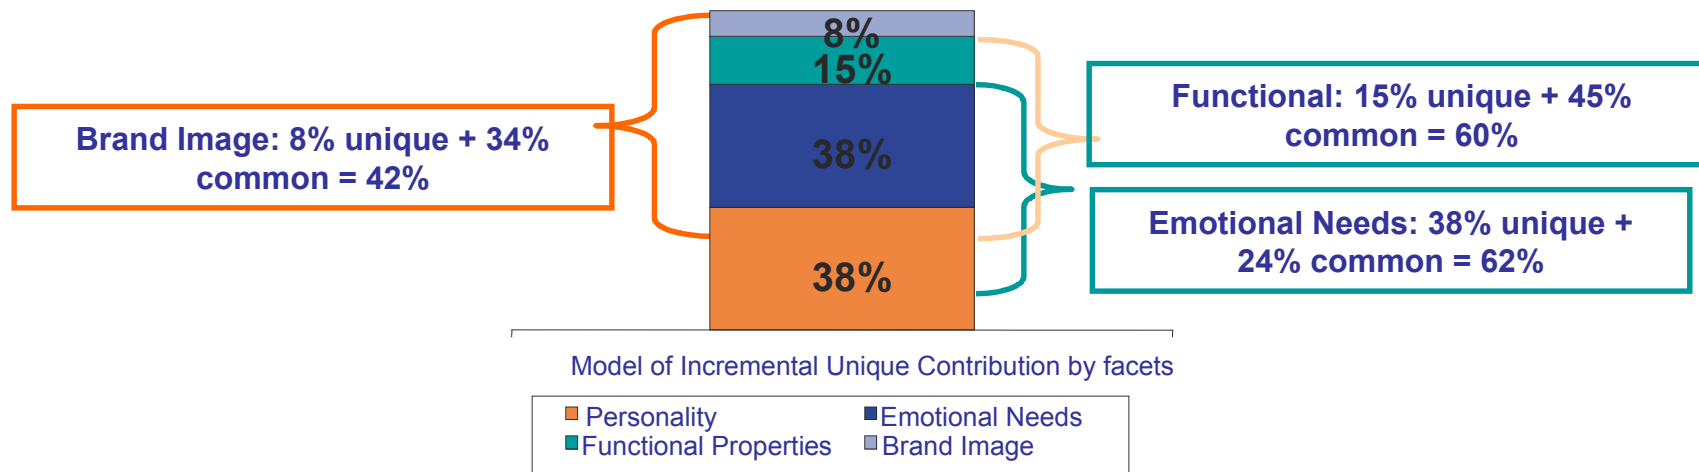 8%
15%
38%
38%
Brand Image: 8% unique + 34%
common = 42%
Functional: 15% unique + 45%
common = 60%
Emotional Needs: 38% unique +
24% common = 62%
Model of Incremental Unique Contribution by facets
Personality
Emotional Needs
Functional Properties
Brand Image